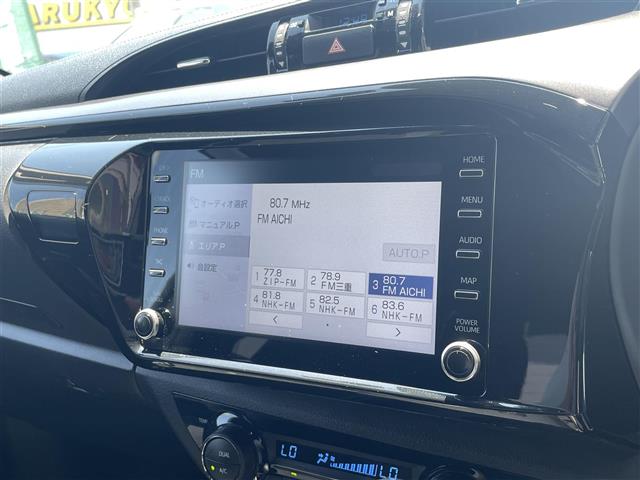 ARUKYU
FM
オーディオ選択
マニュアル.P
エリア.P
音設定
80.7 MHz
FM AICHI
AUTO.P
1 77.8 ZIP-FM
2 78.9 FM三重
3 80.7 FM AICHI
4 81.8 NHK-FM
5 82.5 NHK-FM
6 83.6 NHK-FM
<
>
PHONE
HOME
MENU
AUDIO
MAP
POWER
VOLUME
TEMP
DUAL
A/C
LO
LO